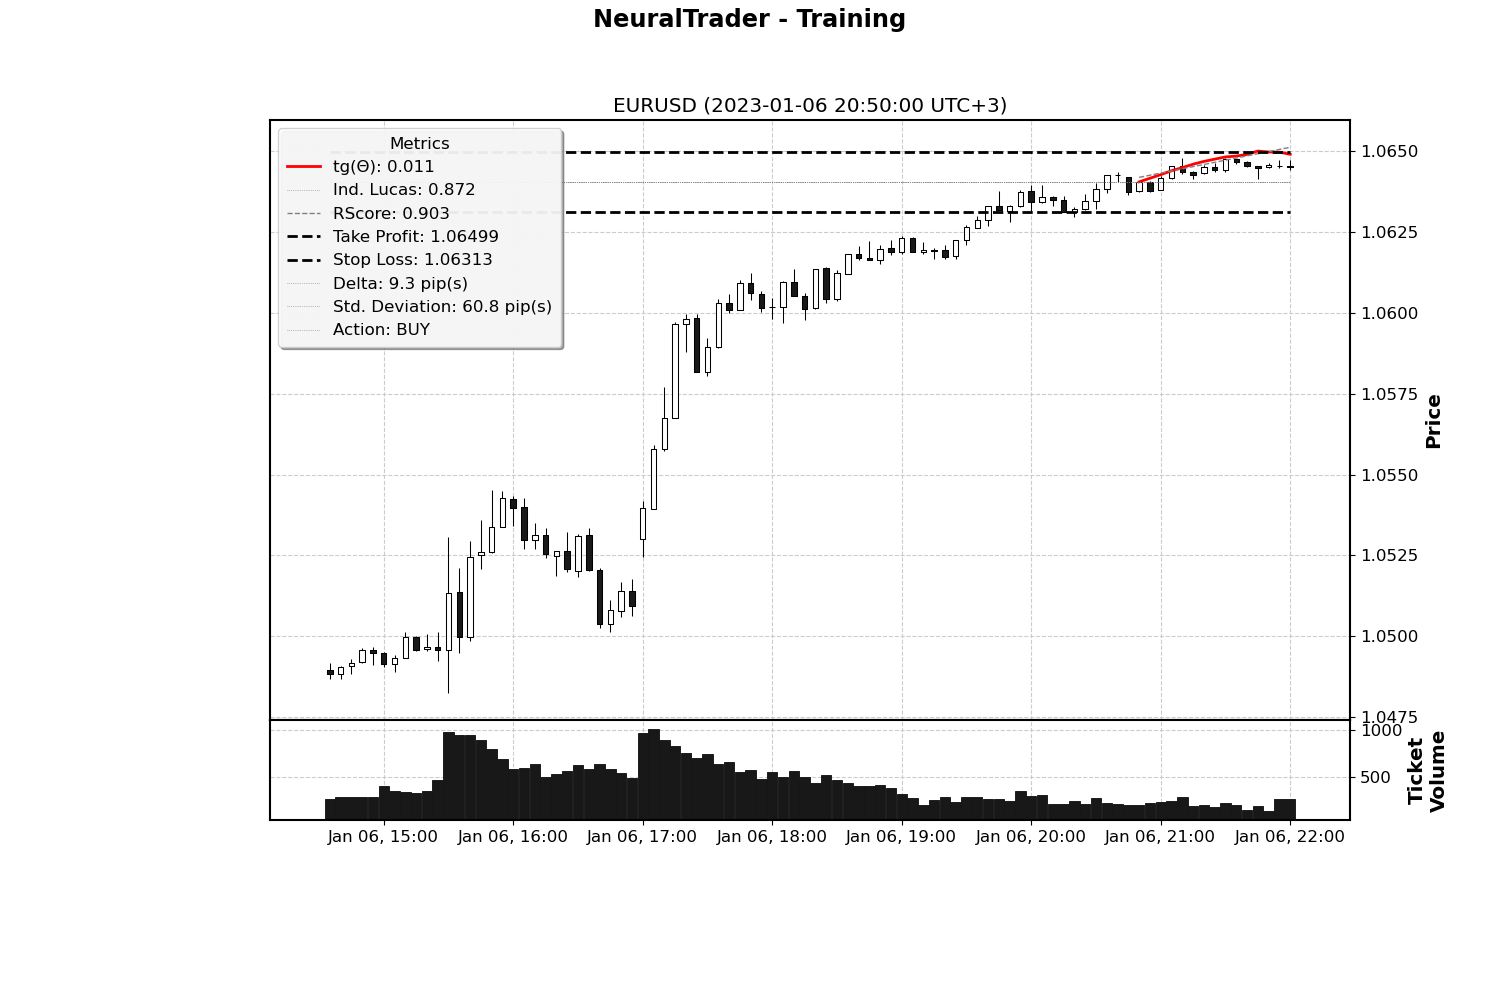 NeuralTrader - Training
EURUSD (2023-01-06 20:50:00 UTC+3)
Metrics
tg(Θ): 0.011
Ind. Lucas: 0.872
RScore: 0.903
Take Profit: 1.06499
Stop Loss: 1.06313
Delta: 9.3 pip(s)
Std. Deviation: 60.8 pip(s)
Action: BUY
1.0650
1.0625
1.0600
1.0575
1.0550
1.0525
1.0500
1.0475
Price
1000
500
Ticket
Volume
Jan 06, 15:00
Jan 06, 16:00
Jan 06, 17:00
Jan 06, 18:00
Jan 06, 19:00
Jan 06, 20:00
Jan 06, 21:00
Jan 06, 22:00